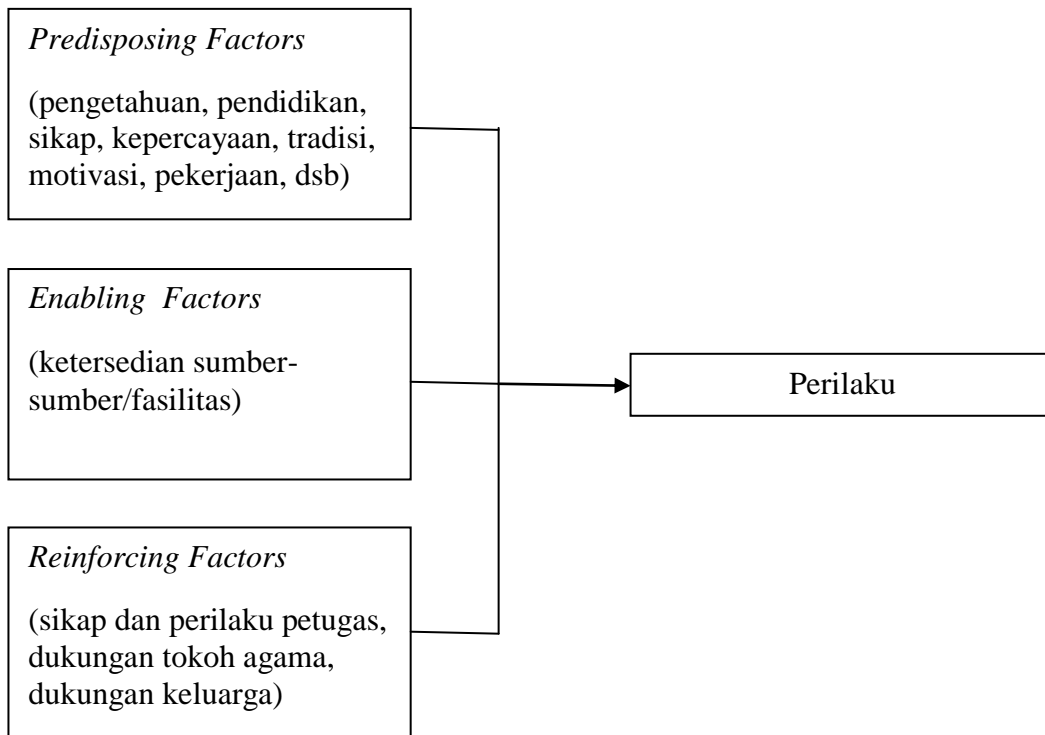 Predisposing Factors
(pengetahuan, pendidikan,
sikap, kepercayaan, tradisi,
motivasi, pekerjaan, dsb)
Enabling Factors
(ketersedian sumber-
sumber/fasilitas)
Perilaku
Reinforcing Factors
(sikap dan perilaku petugas,
dukungan tokoh agama,
dukungan keluarga)